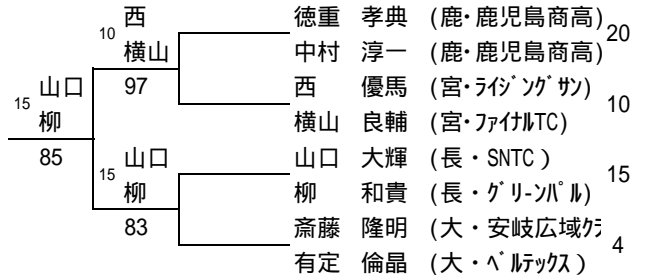 徳重 孝典 (鹿・鹿児島商高) 20
中村 淳一 (鹿・鹿児島商高)
西 優馬 (宮・ライジングサン) 10
横山 良輔 (宮・ファイナルTC)
山口 大輝 (長・SNTC) 15
柳 和貴 (長・グリーンパル)
斎藤 隆明 (大・安岐広域クラ 4
有定 倫晶 (大・ベルテックス)
10 西
横山
97
15 山口
柳
83
15 山口
柳
85